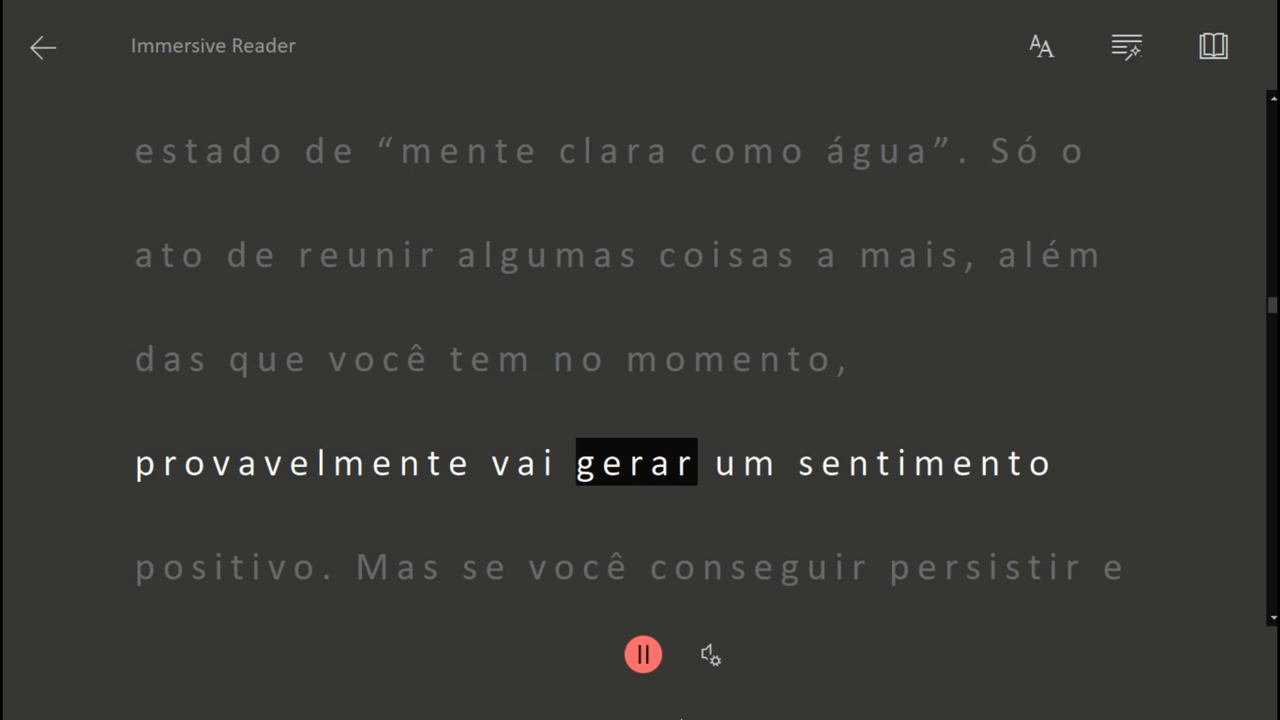 Immersive Reader
estado de “mente clara como água”. Só o
ato de reunir algumas coisas a mais, além
das que você tem no momento,
provavelmente vai gerar um sentimento
positivo. Mas se você conseguir persistir e